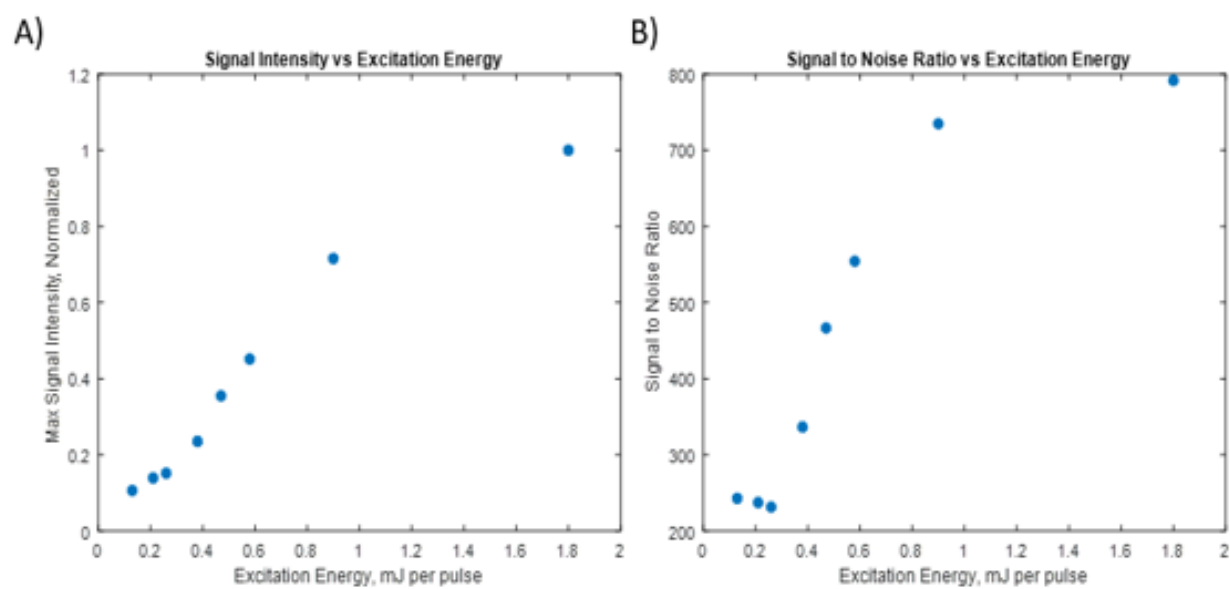 A)
Signal Intensity vs Excitation Energy
1.2
1
0.8
0.6
0.4
0.2
0
Max Signal Intensity, Normalized
0 0.2 0.4 0.6 0.8 1 1.2 1.4 1.6 1.8 2
Excitation Energy, mJ per pulse
B)
Signal to Noise Ratio vs Excitation Energy
800
700
600
500
400
300
200
Signal to Noise Ratio
0 0.2 0.4 0.6 0.8 1 1.2 1.4 1.6 1.8 2
Excitation Energy, mJ per pulse